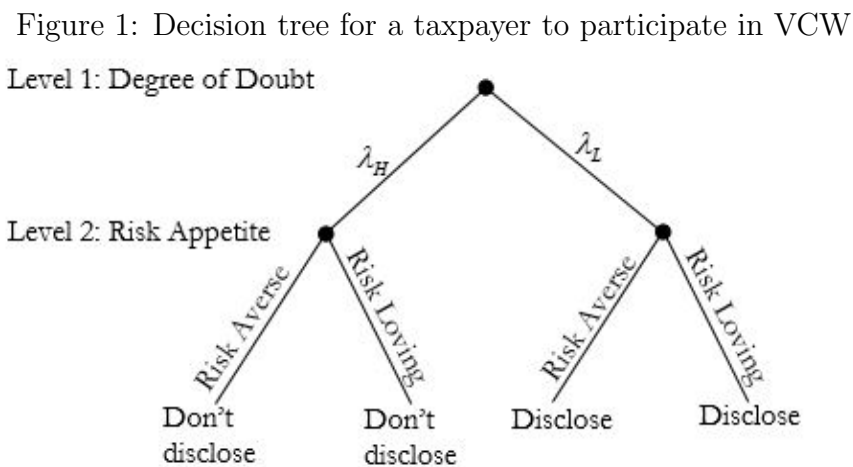 Figure 1: Decision tree for a taxpayer to participate in VCW
Level 1: Degree of Doubt
λH
λL
Level 2: Risk Appetite
Risk Averse
Risk Loving
Risk Averse
Risk Loving
Don't
disclose
Don't
disclose
Disclose
Disclose